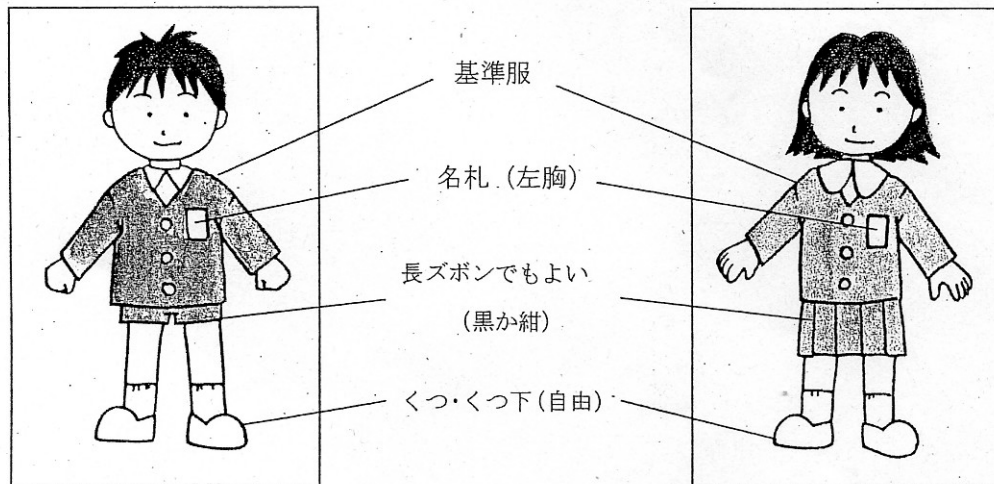 基準服
名札（左胸）
長ズボンでもよい
（黒か紺）
くつ・くつ下（自由）